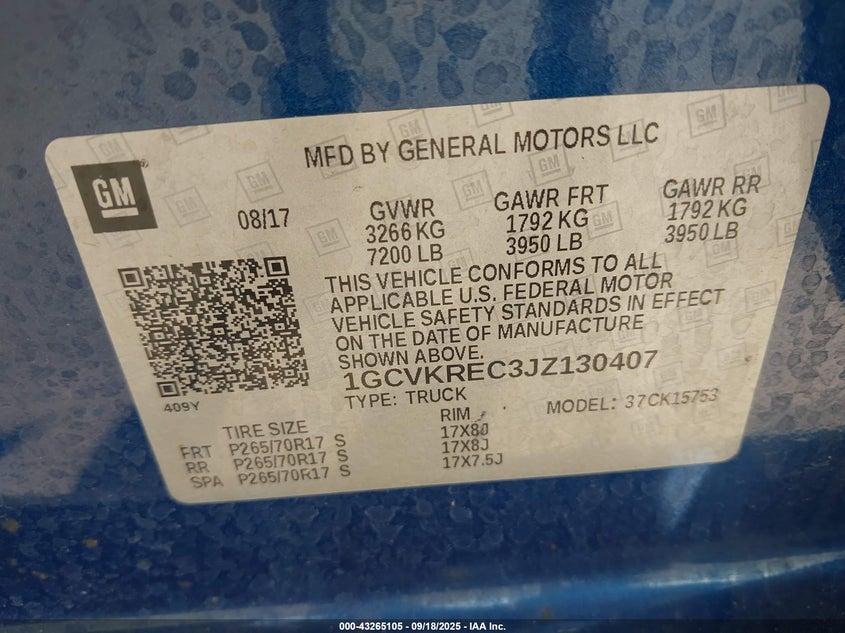 MFD BY GENERAL MOTORS LLC
GM
08/17
GVWR
3266 KG
7200 LB
GAWR FRT
1792 KG
3950 LB
GAWR RR
1792 KG
3950 LB
THIS VEHICLE CONFORMS TO ALL
APPLICABLE U.S. FEDERAL MOTOR
VEHICLE SAFETY STANDARDS IN EFFECT
ON THE DATE OF MANUFACTURE
SHOWN ABOVE.
1GCVKREC3JZ130407
TYPE: TRUCK
MODEL: 37CK15753
409Y
TIRE SIZE
RIM
FRT P265/70R17 S 17X8J
RR P265/70R17 S 17X8J
SPA P265/70R17 S 17X7.5J
000-43265105 - 09/18/2025 - IAA Inc.